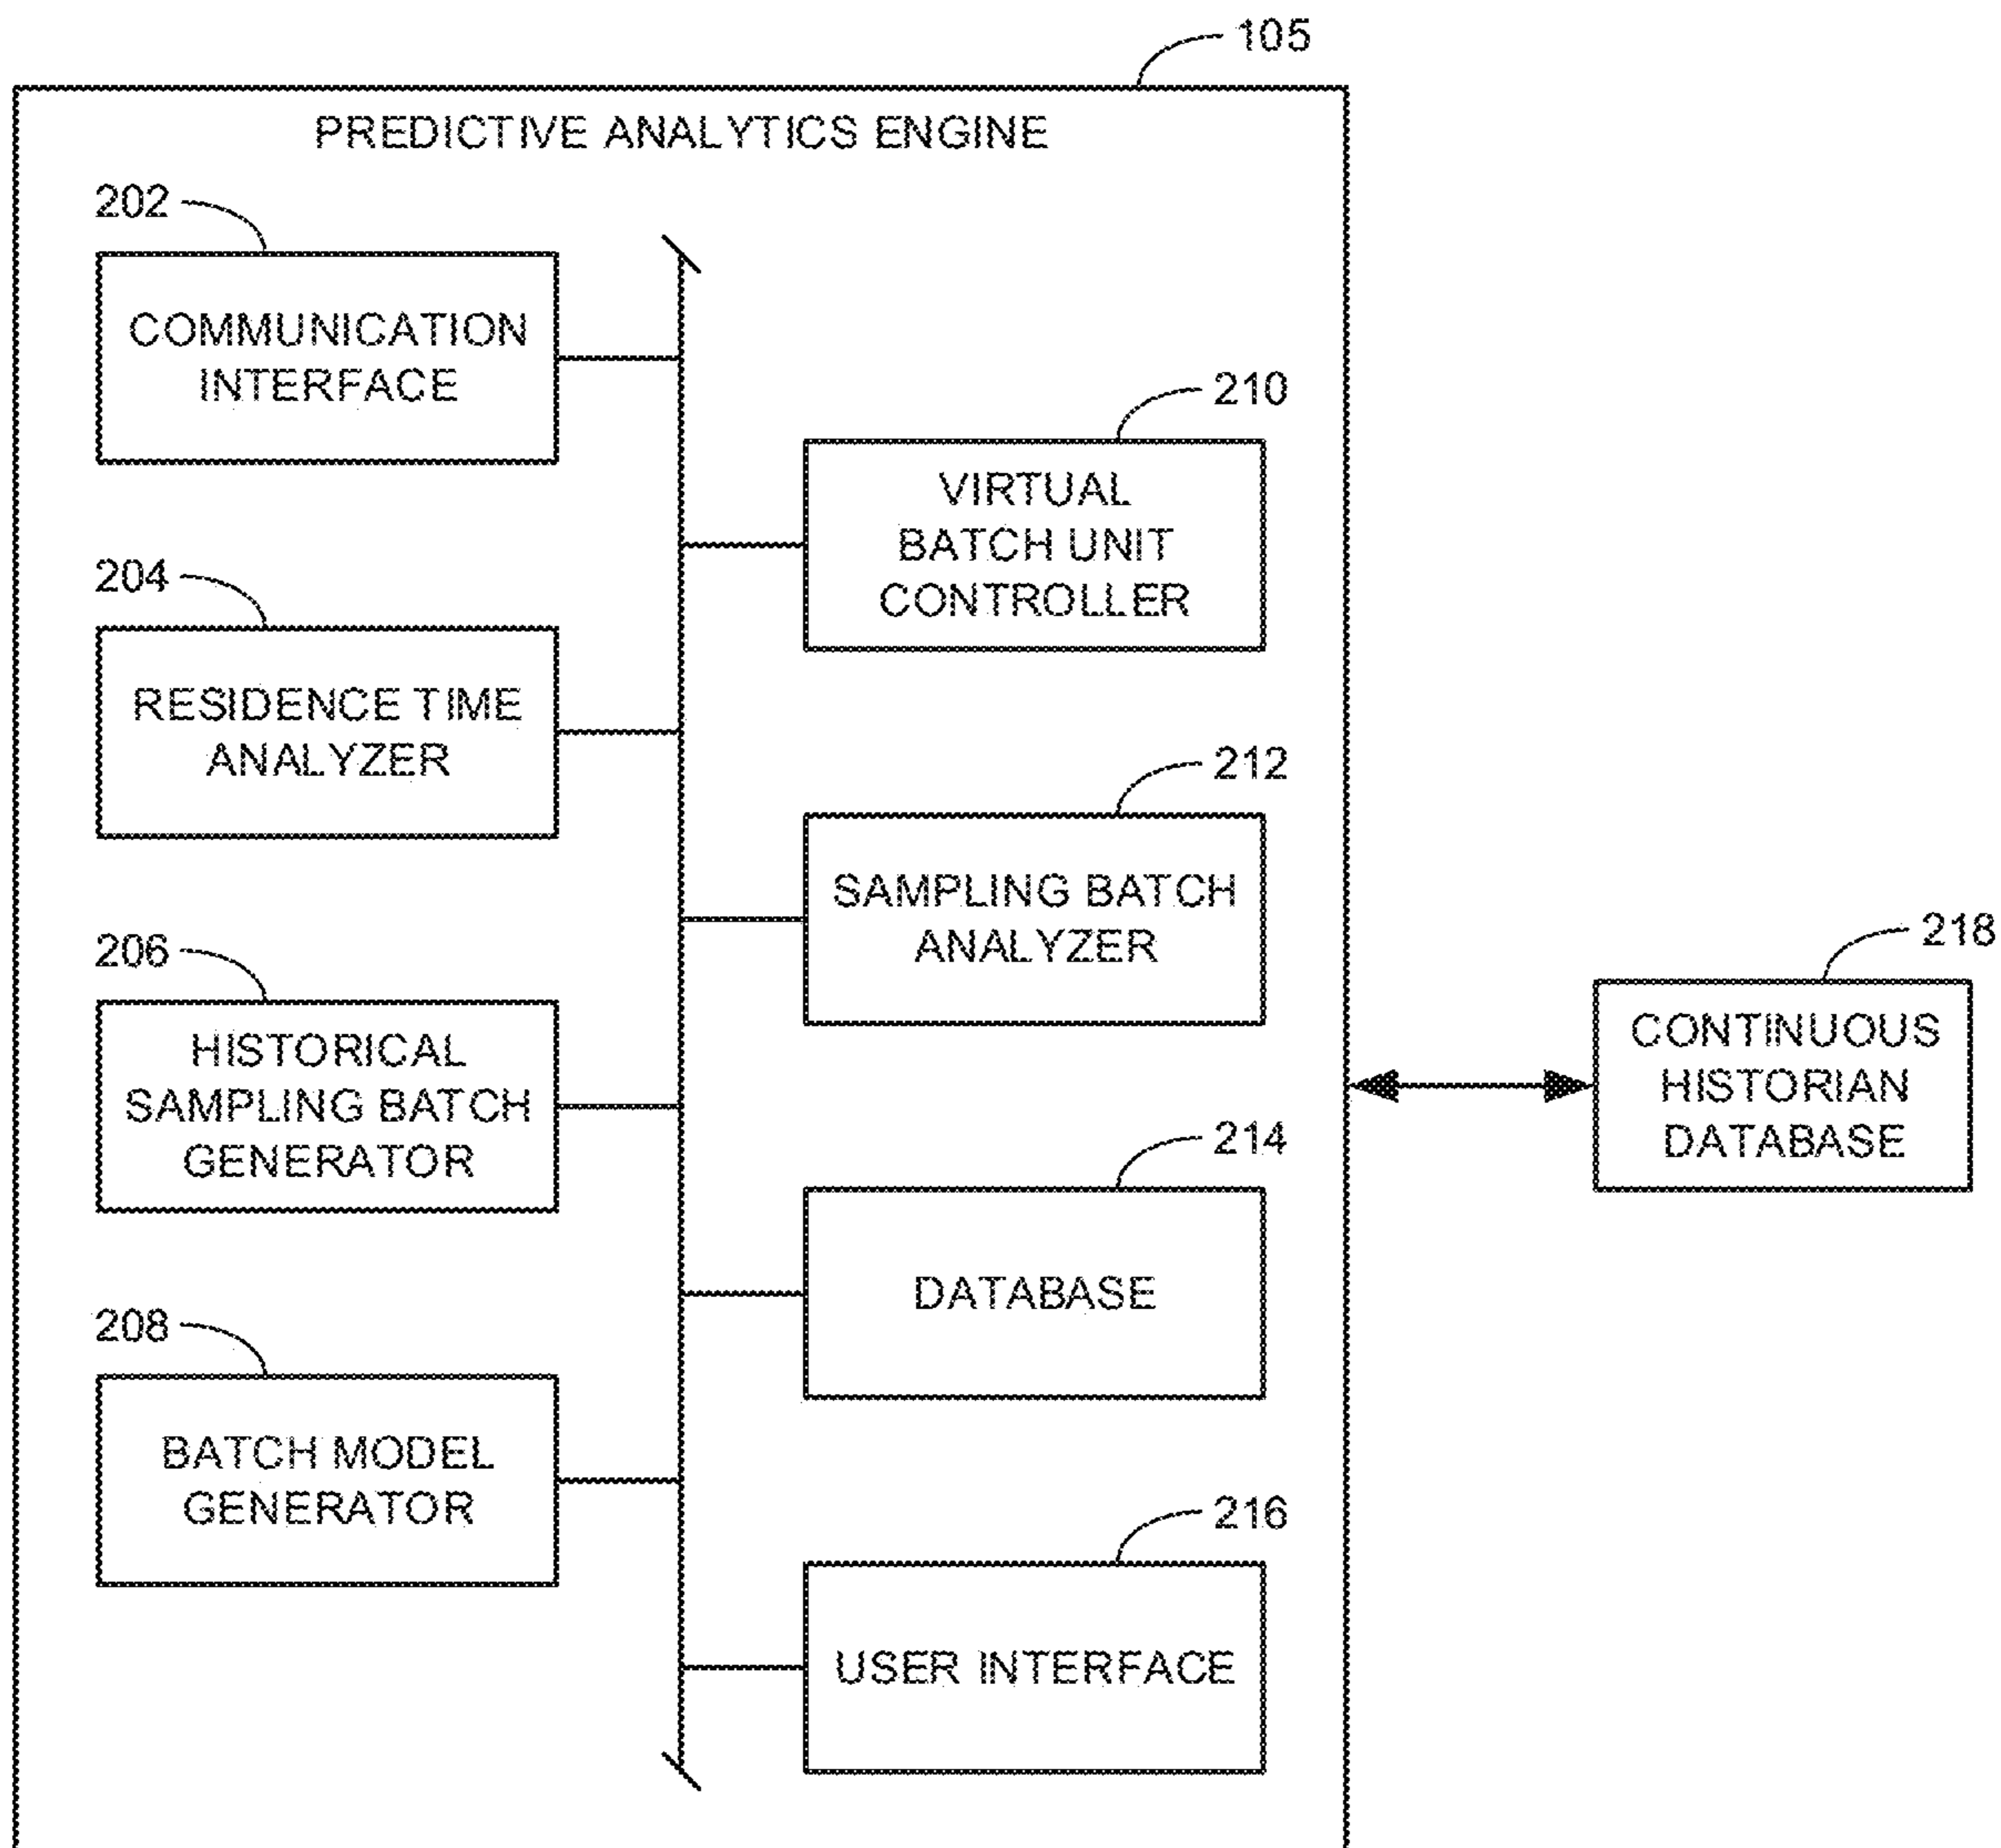 105
PREDICTIVE ANALYTICS ENGINE
202
COMMUNICATION
INTERFACE
204
RESIDENCE TIME
ANALYZER
206
HISTORICAL
SAMPLING BATCH
GENERATOR
208
BATCH MODEL
GENERATOR
210
VIRTUAL
BATCH UNIT
CONTROLLER
212
SAMPLING BATCH
ANALYZER
214
DATABASE
216
USER INTERFACE
218
CONTINUOUS
HISTORIAN
DATABASE